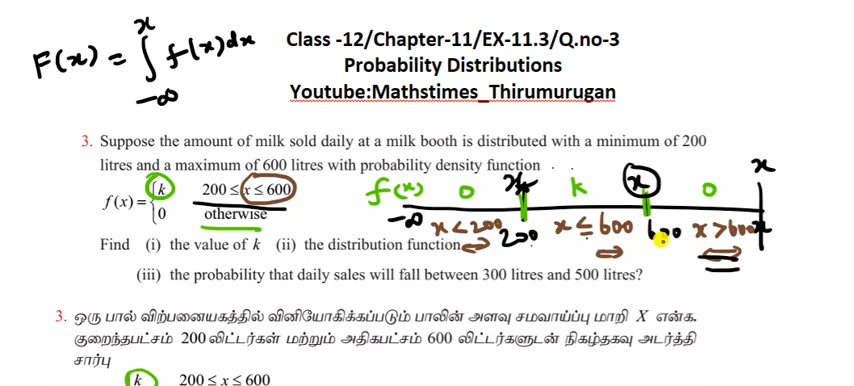 F(x) = ∫ f(x)dx
x
-∞
Class -12/Chapter-11/EX-11.3/Q.no-3
Probability Distributions
Youtube:Mathstimes_Thirumurugan
3. Suppose the amount of milk sold daily at a milk booth is distributed with a minimum of 200
litres and a maximum of 600 litres with probability density function
f(x) = { k 200 ≤ x ≤ 600
0 otherwise
f(x) 0 k x 0 x
-∞ x < 200 200 x ≤ 600 600 x > 600
Find (i) the value of k (ii) the distribution function
(iii) the probability that daily sales will fall between 300 litres and 500 litres?
3. ஒரு பால் விற்பனையகத்தில் வினியோகிக்கப்படும் பாலின் அளவு சமவாய்ப்பு மாறி X என்க.
குறைந்தபட்சம் 200 லிட்டர்கள் மற்றும் அதிகபட்சம் 600 லிட்டர்களுடன் நிகழ்தகவு அடர்த்தி
சார்பு
k 200 ≤ x ≤ 600